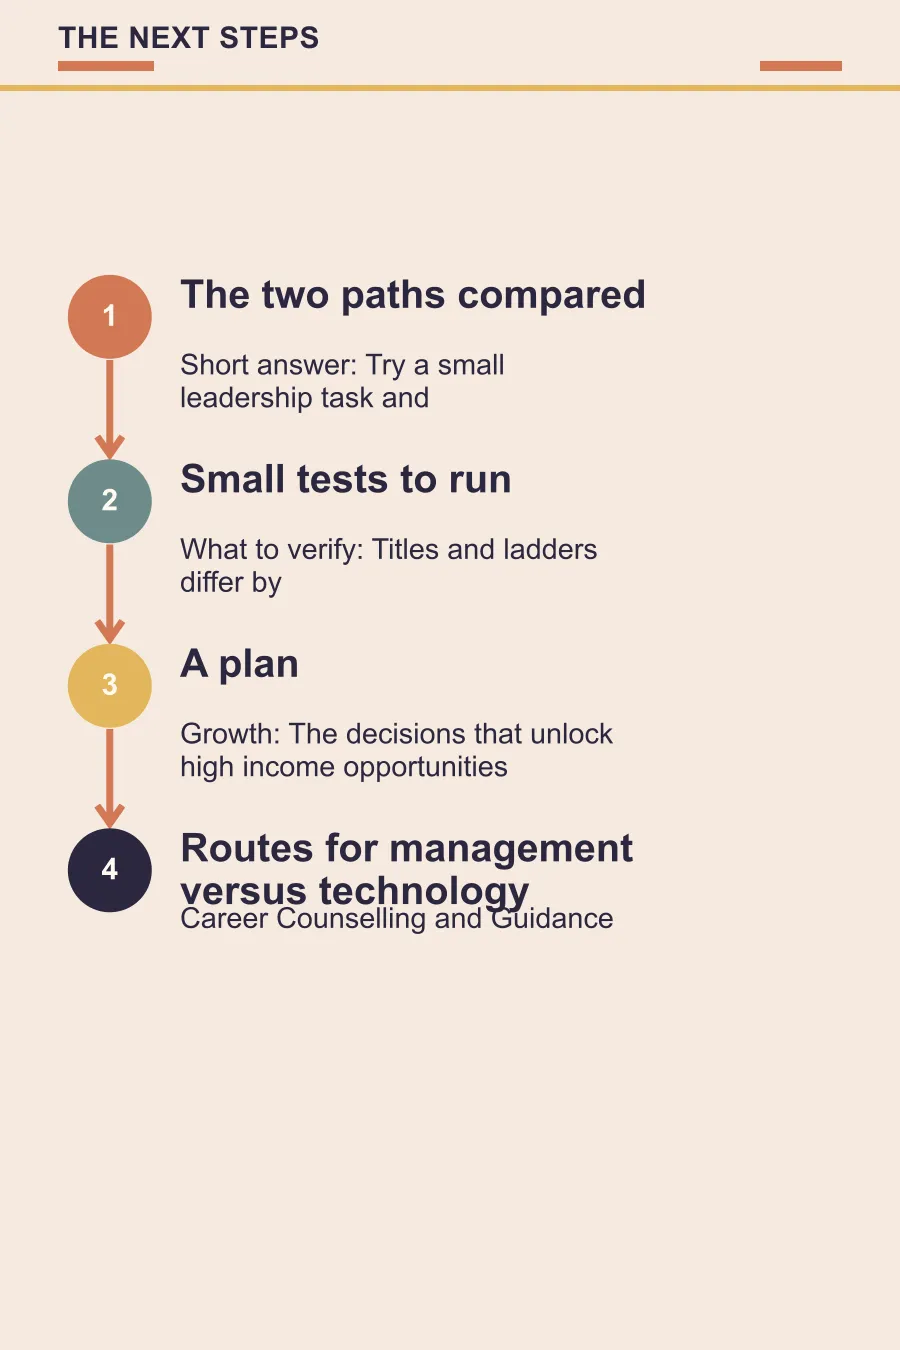 THE NEXT STEPS
1
The two paths compared
Short answer: Try a small
leadership task and
2
Small tests to run
What to verify: Titles and ladders
differ by
3
A plan
Growth: The decisions that unlock
high income opportunities
4
Routes for management
versus technology
Career Counselling and Guidance